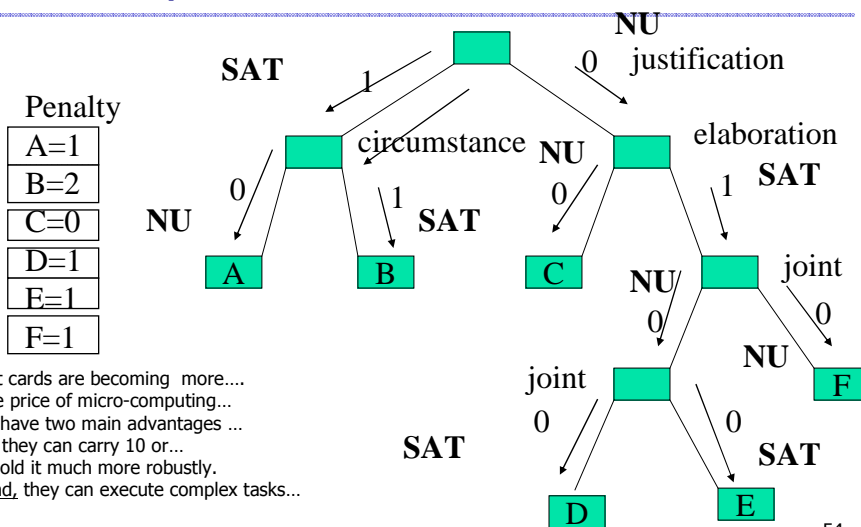 NU
SAT
1
0
justification
Penalty
A=1
B=2
C=0
D=1
E=1
F=1
circumstance
NU
elaboration
0
1
SAT
0
1
SAT
NU
A
B
C
NU
0
joint
0
NU
F
joint
0
SAT
0
SAT
D
E
cards are becoming more….
price of micro-computing…
have two main advantages …
they can carry 10 or…
old it much more robustly.
they can execute complex tasks…